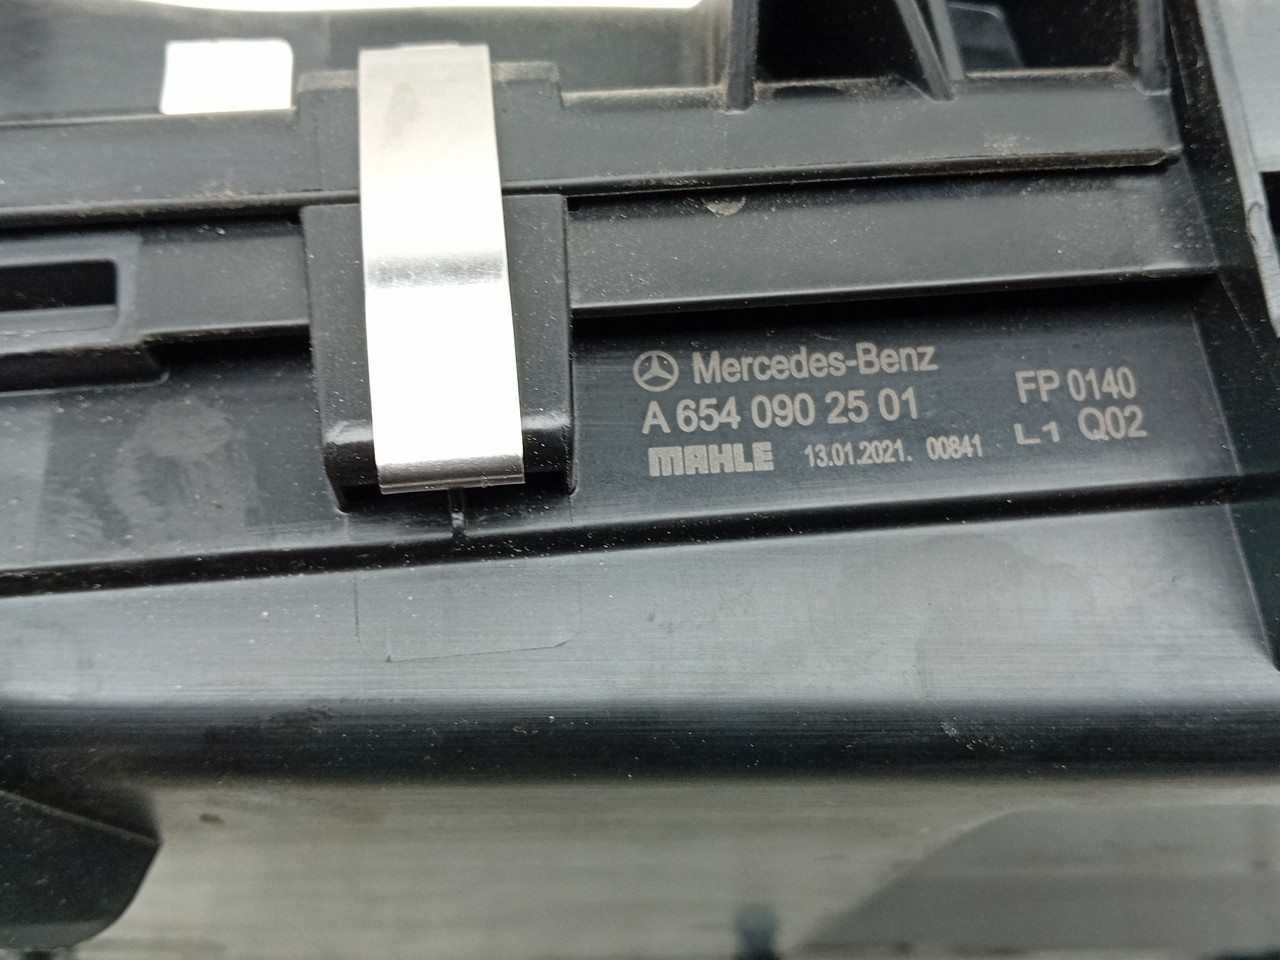 Mercedes-Benz
A 654 090 25 01
MAHLE 13.01.2021. 00841
FP 0140
L1 Q02